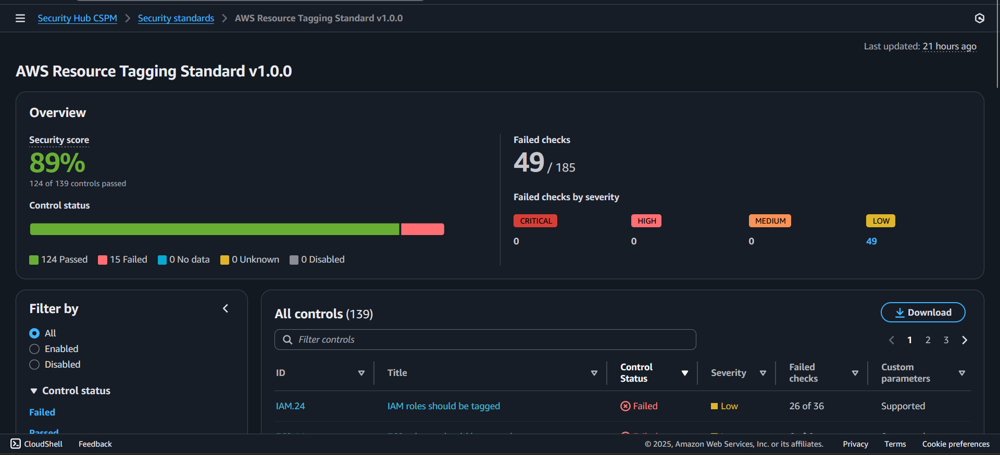 Security Hub CSPM > Security standards > AWS Resource Tagging Standard v1.0.0
Last updated: 21 hours ago
AWS Resource Tagging Standard v1.0.0
Overview
Security score
89%
124 of 139 controls passed
Control status
124 Passed 15 Failed 0 No data 0 Unknown 0 Disabled
Failed checks
49 / 185
Failed checks by severity
CRITICAL HIGH MEDIUM LOW
0 0 0 49
Filter by
All
Enabled
Disabled
Control status
Failed
Passed
All controls (139)
Download
Filter controls
1 2 3
ID Title Control Status Severity Failed checks Custom parameters
IAM.24 IAM roles should be tagged Failed Low 26 of 36 Supported
CloudShell Feedback © 2025, Amazon Web Services, Inc. or its affiliates. Privacy Terms Cookie preferences